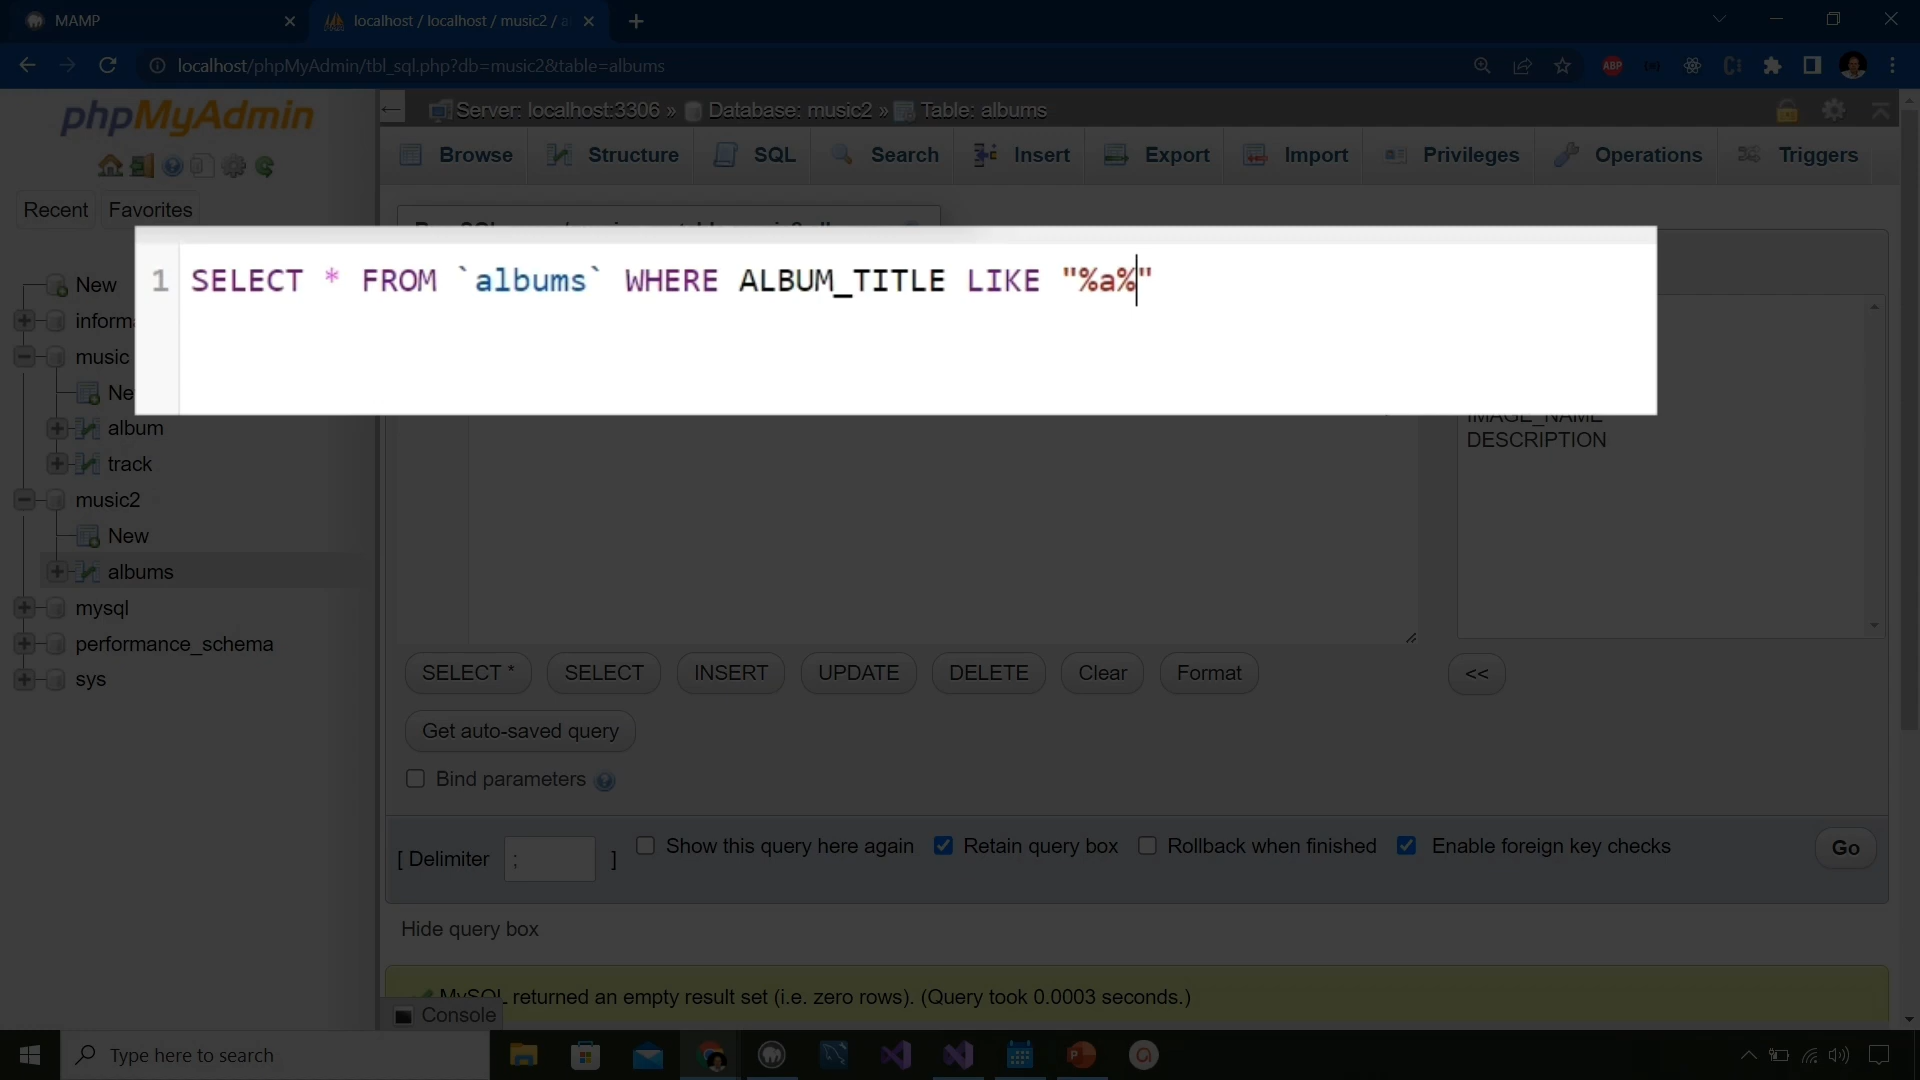 MAMP
localhost / localhost / music2 / a
localhost/phpMyAdmin/tbl_sql.php?db=music2&table=albums
ABP
phpMyAdmin
Server: localhost:3306 » Database: music2 » Table: albums
Browse Structure SQL Search Insert Export Import Privileges Operations Triggers
Recent Favorites
1 SELECT * FROM `albums` WHERE ALBUM_TITLE LIKE "%a%"
New
inform
music
Ne
album
track
music2
New
albums
mysql
performance_schema
sys
IMAGE_NAME
DESCRIPTION
SELECT * SELECT INSERT UPDATE DELETE Clear Format <<
Get auto-saved query
Bind parameters
[ Delimiter ; ] Show this query here again Retain query box Rollback when finished Enable foreign key checks Go
Hide query box
MySQL returned an empty result set (i.e. zero rows). (Query took 0.0003 seconds.)
Console
Type here to search